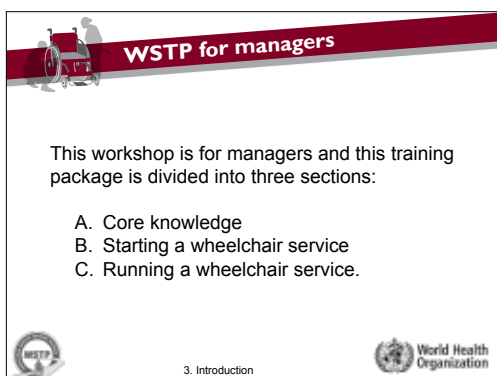 WSTP for managers
This workshop is for managers and this training
package is divided into three sections:
A. Core knowledge
B. Starting a wheelchair service
C. Running a wheelchair service.
WSTP
3. Introduction
World Health
Organization